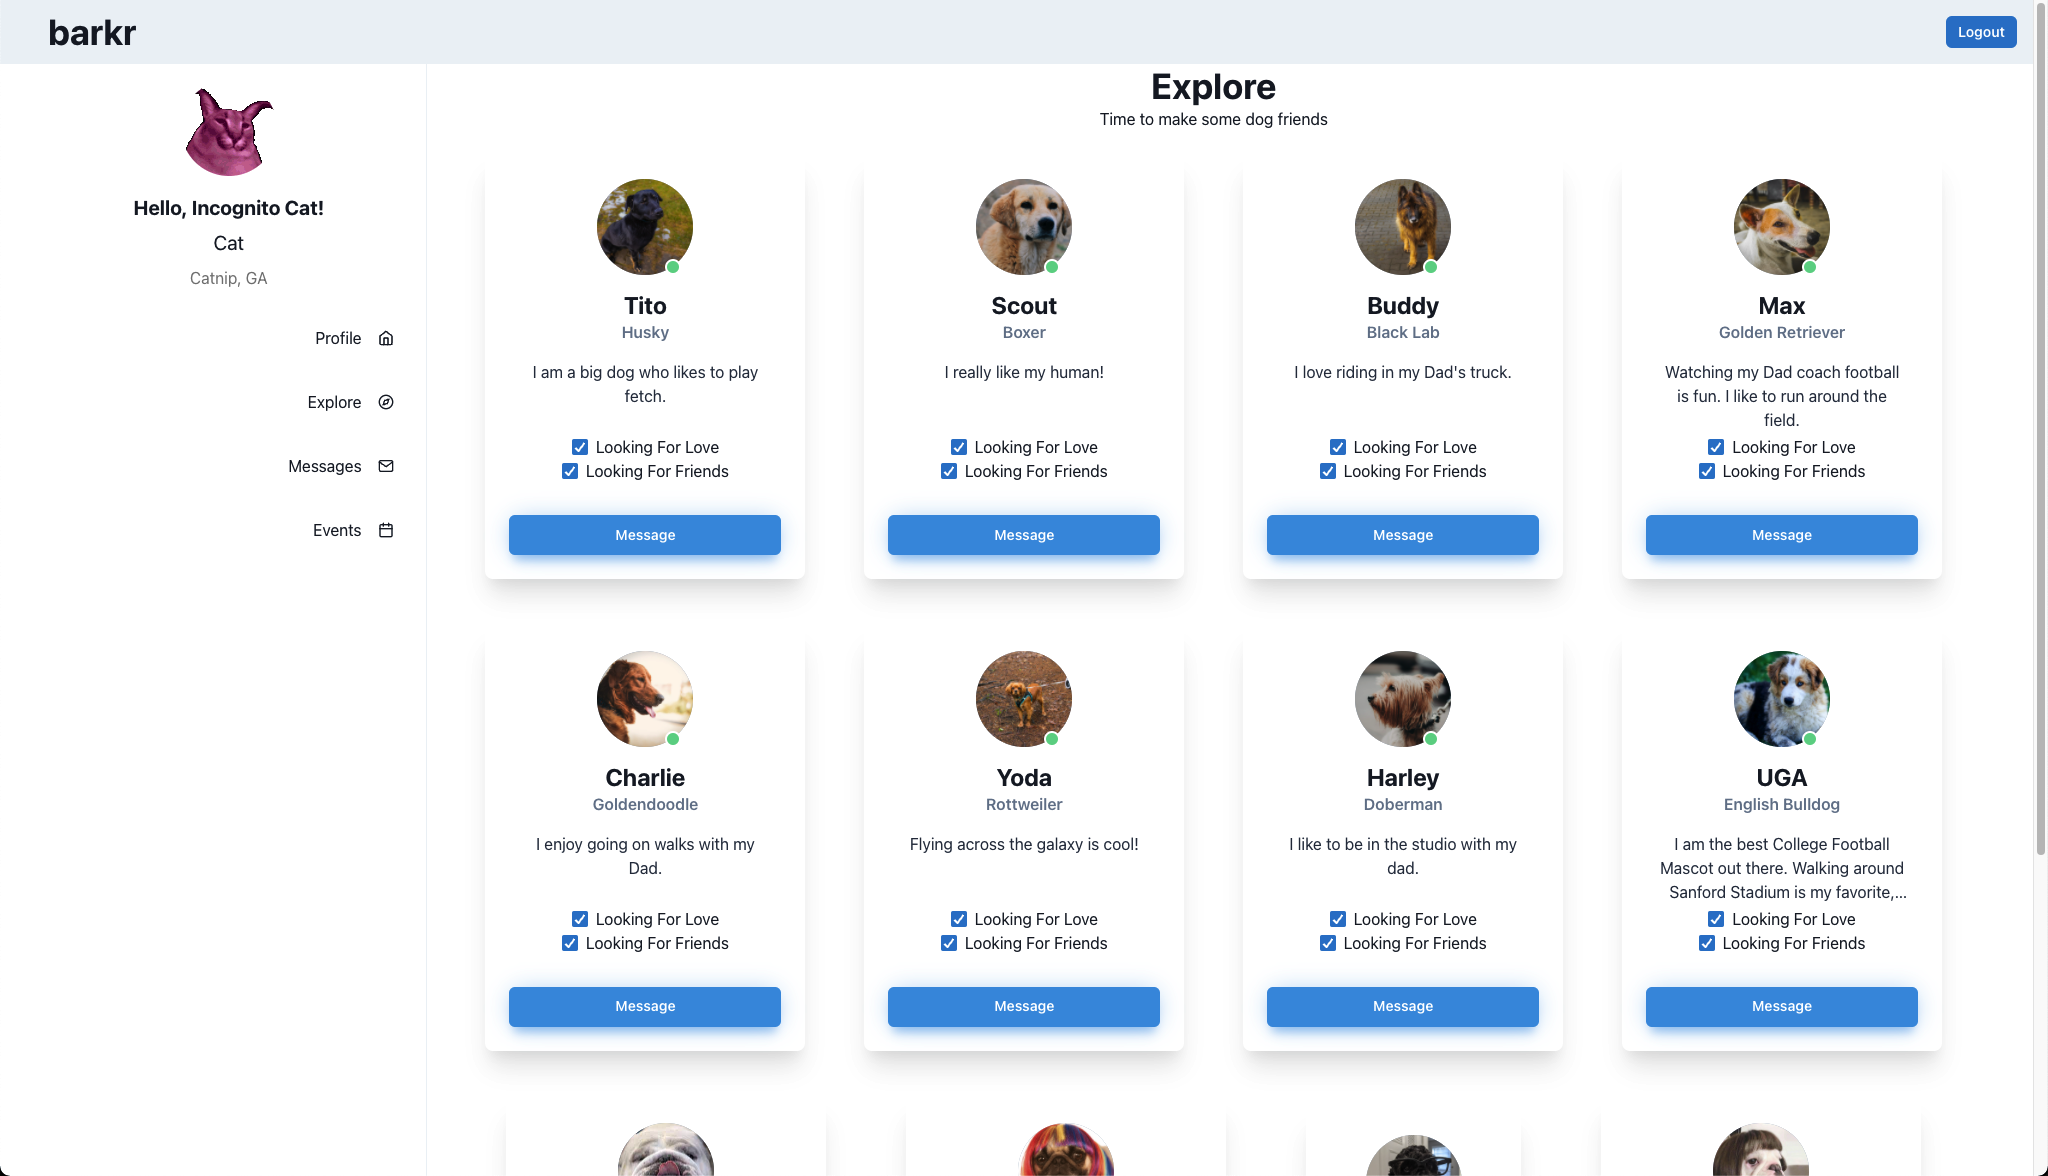 barkr
Logout
Hello, Incognito Cat!
Cat
Catnip, GA
Profile
Explore
Messages
Events
Explore
Time to make some dog friends
Tito
Husky
I am a big dog who likes to play
fetch.
Looking For Love
Looking For Friends
Message
Scout
Boxer
I really like my human!
Looking For Love
Looking For Friends
Message
Buddy
Black Lab
I love riding in my Dad's truck.
Looking For Love
Looking For Friends
Message
Max
Golden Retriever
Watching my Dad coach football
is fun. I like to run around the
field.
Looking For Love
Looking For Friends
Message
Charlie
Goldendoodle
I enjoy going on walks with my
Dad.
Looking For Love
Looking For Friends
Message
Yoda
Rottweiler
Flying across the galaxy is cool!
Looking For Love
Looking For Friends
Message
Harley
Doberman
I like to be in the studio with my
dad.
Looking For Love
Looking For Friends
Message
UGA
English Bulldog
I am the best College Football
Mascot out there. Walking around
Sanford Stadium is my favorite,...
Looking For Love
Looking For Friends
Message